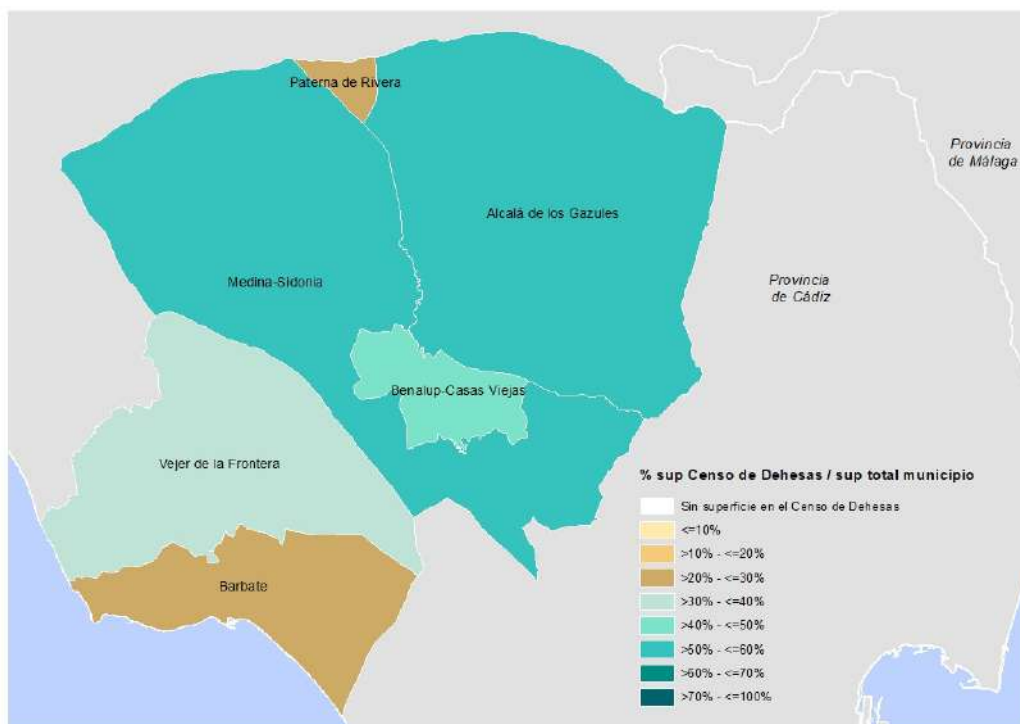 Paterna de Rivera
Provincia
de Málaga
Alcalá de los Gazules
Medina-Sidonia
Provincia
de Cádiz
Benalup-Casas Viejas
Vejer de la Frontera
Barbate
% sup Censo de Dehesas / sup total municipio
Sin superficie en el Censo de Dehesas
<=10%
>10% - <=20%
>20% - <=30%
>30% - <=40%
>40% - <=50%
>50% - <=60%
>60% - <=70%
>70% - <=100%